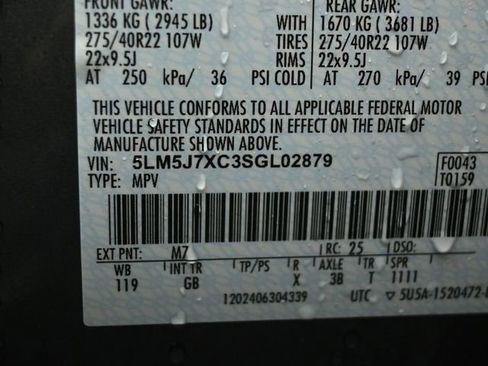 FRONT GAWR:
1336 KG ( 2945 LB)
275/40R22 107W
22x9.5J
AT 250 kPa/ 36 PSI COLD
WITH
TIRES
RIMS
REAR GAWR:
1670 KG ( 3681 LB)
275/40R22 107W
22x9.5J
AT 270 kPa/ 39 PSI
THIS VEHICLE CONFORMS TO ALL APPLICABLE FEDERAL MOTOR
VEHICLE SAFETY STANDARDS IN EFFECT ON THE DATE OF
MANUFACTURE SHOWN ABOVE.
VIN: 5LM5J7XC3SGL02879
TYPE: MPV
F0043
T0159
EXT PNT: M7 RC: 25 DSO:
WB INT TR TP/PS R AXLE TR SPR
119 GB X 3B T 1111
1202406304339 UTC ▽ 5U5A-1520472-